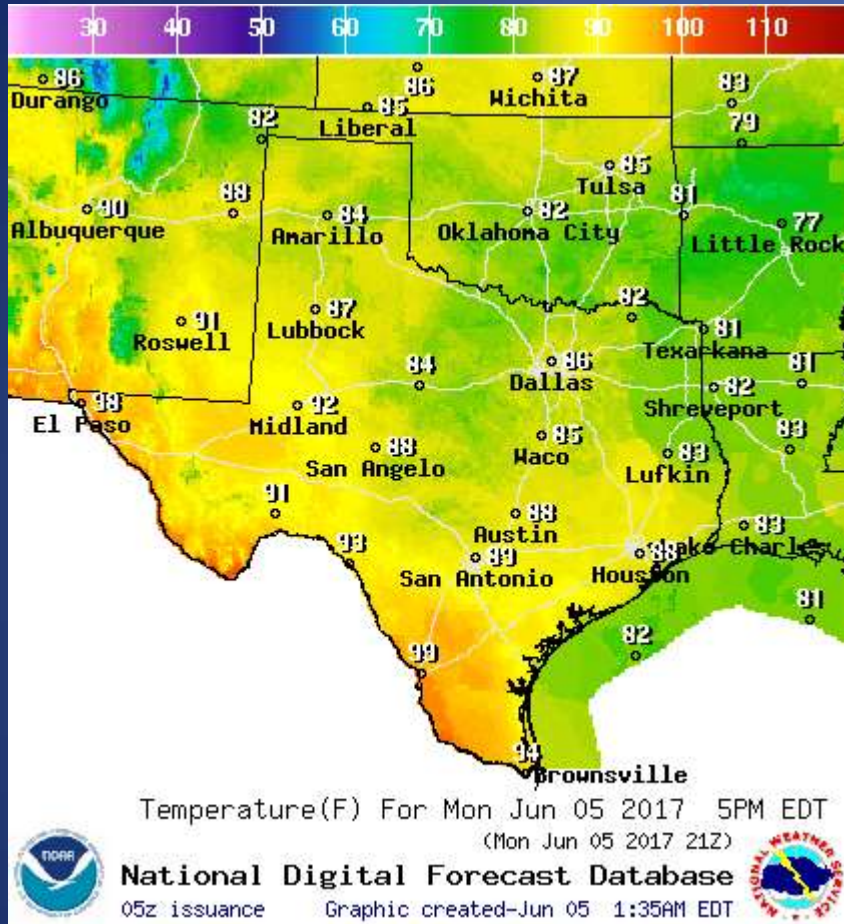 30 40 50 60 70 80 90 100 110
86
Durango
86
87
Wichita
83
85
Liberal
82
79
85
Tulsa
90
Albuquerque
88
84
Amarillo
82
Oklahoma City
81
77
Little Rock
91
Roswell
87
Lubbock
82
81
Texarkana
86
Dallas
84
82
Shreveport
81
98
El Paso
92
Midland
88
San Angelo
85
Waco
83
Lufkin
83
91
88
Austin
83
Lake Charles
93
89
San Antonio
88
Houston
81
82
99
94
Brownsville
Temperature(F) For Mon Jun 05 2017 5PM EDT
(Mon Jun 05 2017 21Z)
NOAA
National Digital Forecast Database
05z issuance Graphic created-Jun 05 1:35AM EDT
NATIONAL WEATHER SERVICE